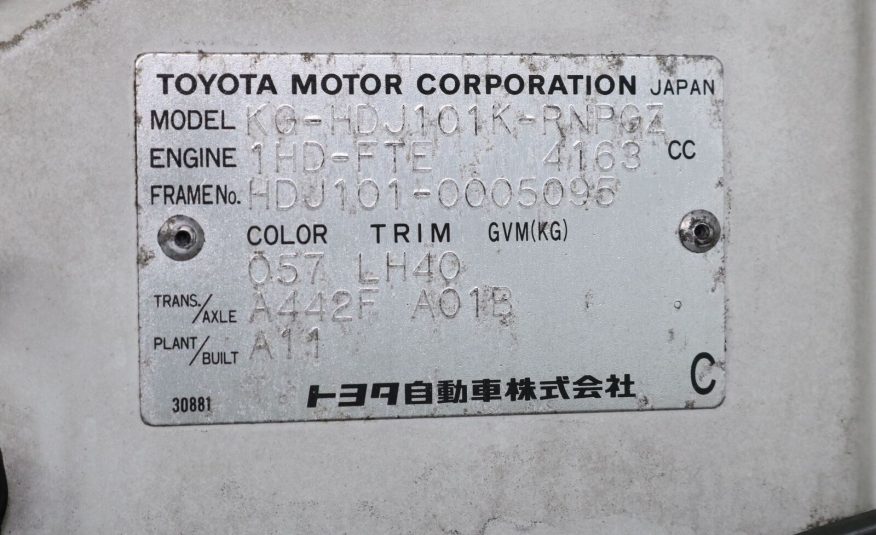 TOYOTA MOTOR CORPORATION JAPAN
MODEL KG-HDJ101K-RNPGZ
ENGINE 1HD-FTE 4163 CC
FRAME No. HDJ101-0005095
COLOR TRIM GVM(KG)
057 LH40
TRANS./AXLE A442F A01B
PLANT/BUILT A11
30881 トヨタ自動車株式会社 C